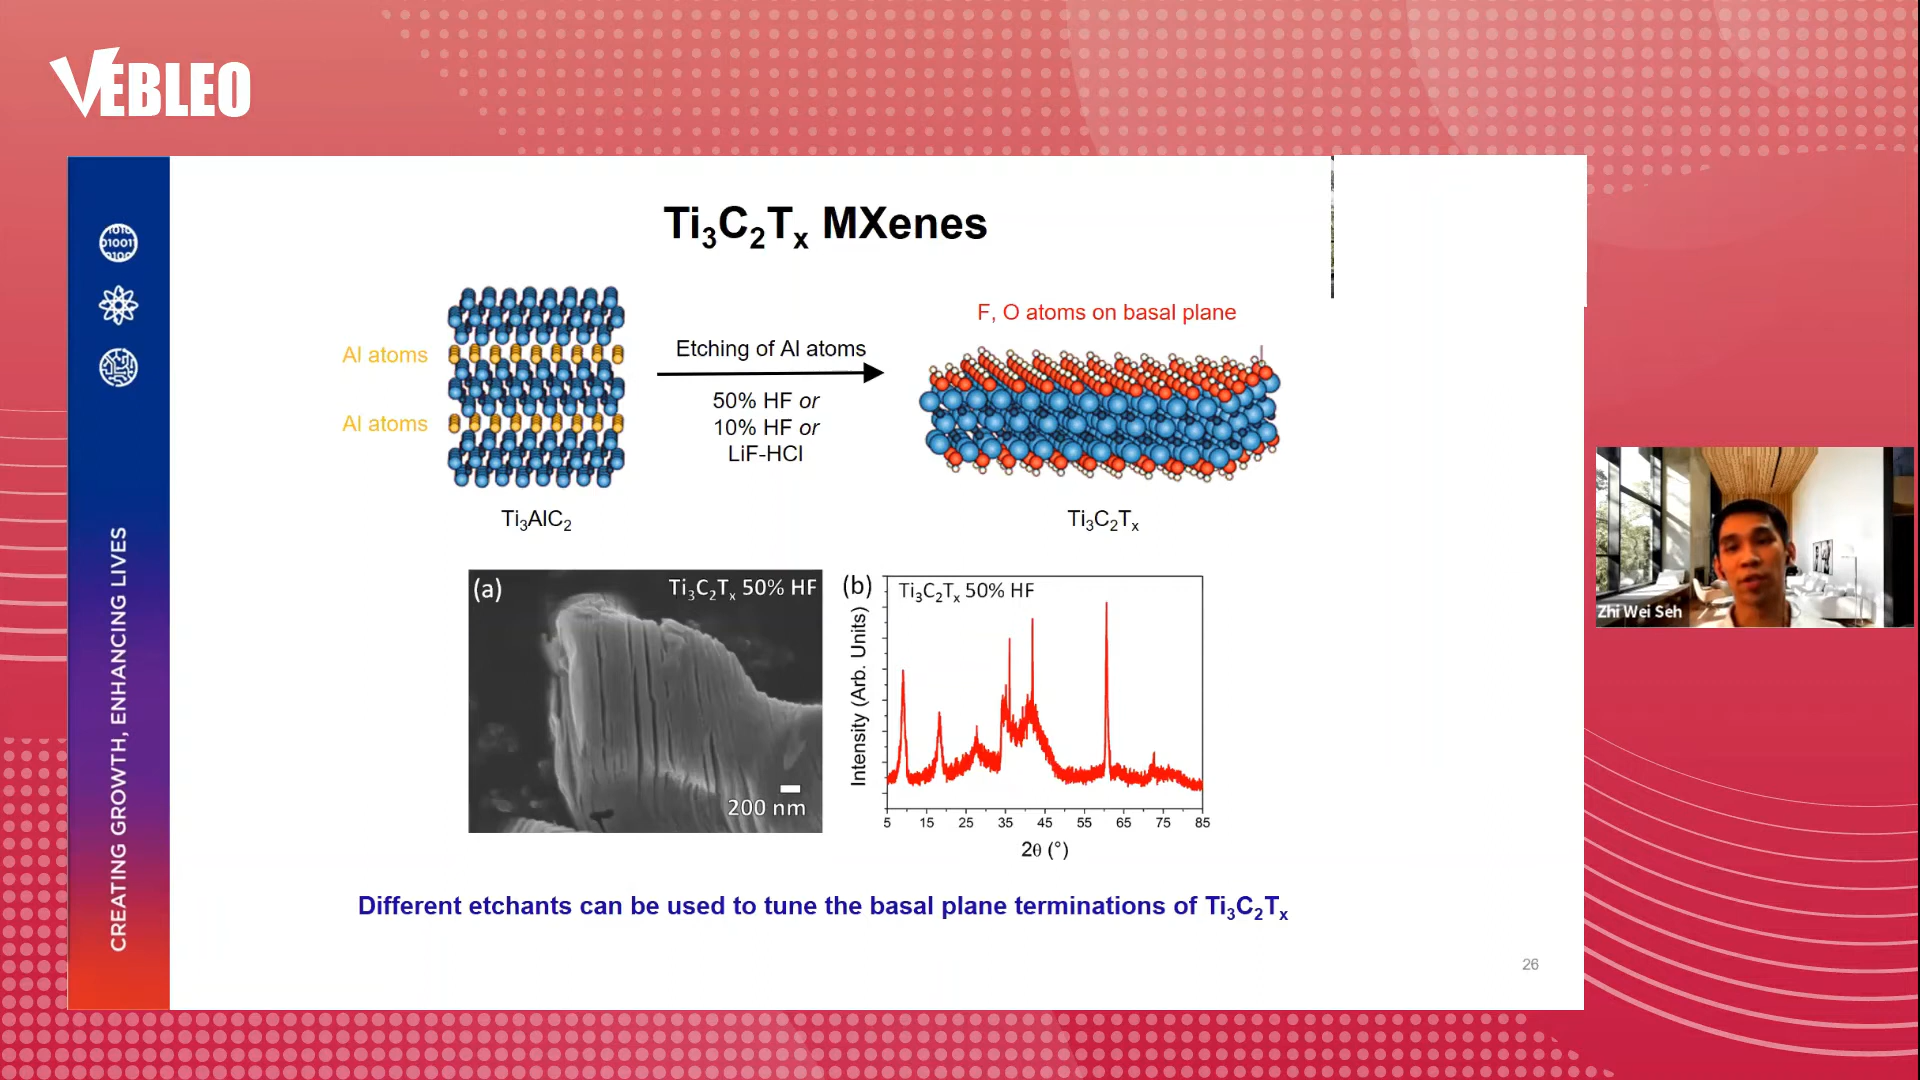 VEBLEO
1010
010011
0100
CREATING GROWTH, ENHANCING LIVES
Ti₃C₂Tₓ MXenes
Al atoms
Al atoms
Ti₃AlC₂
Etching of Al atoms
50% HF or
10% HF or
LiF-HCl
F, O atoms on basal plane
Ti₃C₂Tₓ
(a)
Ti₃C₂Tₓ 50% HF
200 nm
(b)
Ti₃C₂Tₓ 50% HF
Intensity (Arb. Units)
5 15 25 35 45 55 65 75 85
2θ (°)
Different etchants can be used to tune the basal plane terminations of Ti₃C₂Tₓ
26
Zhi Wei Seh